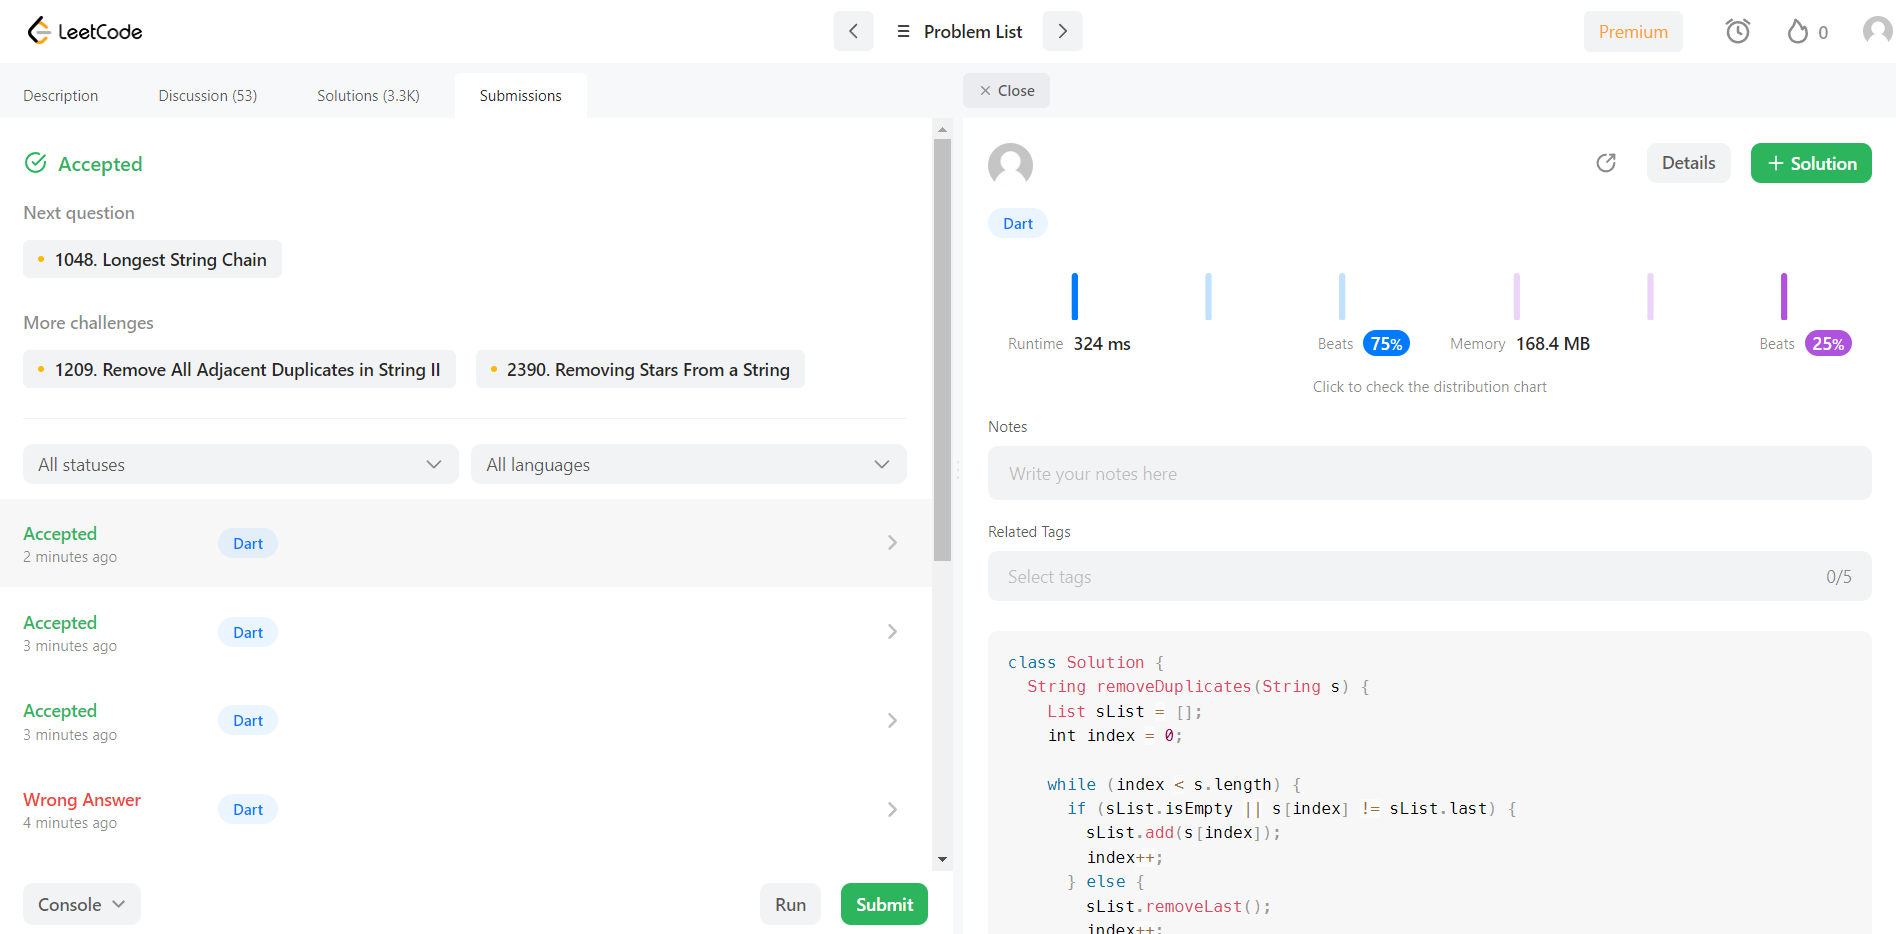 LeetCode
Problem List
Premium
0
Description
Discussion (53)
Solutions (3.3K)
Submissions
Close
Accepted
Next question
1048. Longest String Chain
More challenges
1209. Remove All Adjacent Duplicates in String II
2390. Removing Stars From a String
All statuses
All languages
Accepted
2 minutes ago
Dart
Accepted
3 minutes ago
Dart
Accepted
3 minutes ago
Dart
Wrong Answer
4 minutes ago
Dart
Console
Run
Submit
Details
+ Solution
Dart
Runtime 324 ms
Beats 75%
Memory 168.4 MB
Beats 25%
Click to check the distribution chart
Notes
Write your notes here
Related Tags
Select tags
0/5
class Solution {
String removeDuplicates(String s) {
List sList = [];
int index = 0;
while (index < s.length) {
if (sList.isEmpty || s[index] != sList.last) {
sList.add(s[index]);
index++;
} else {
sList.removeLast();
index++;